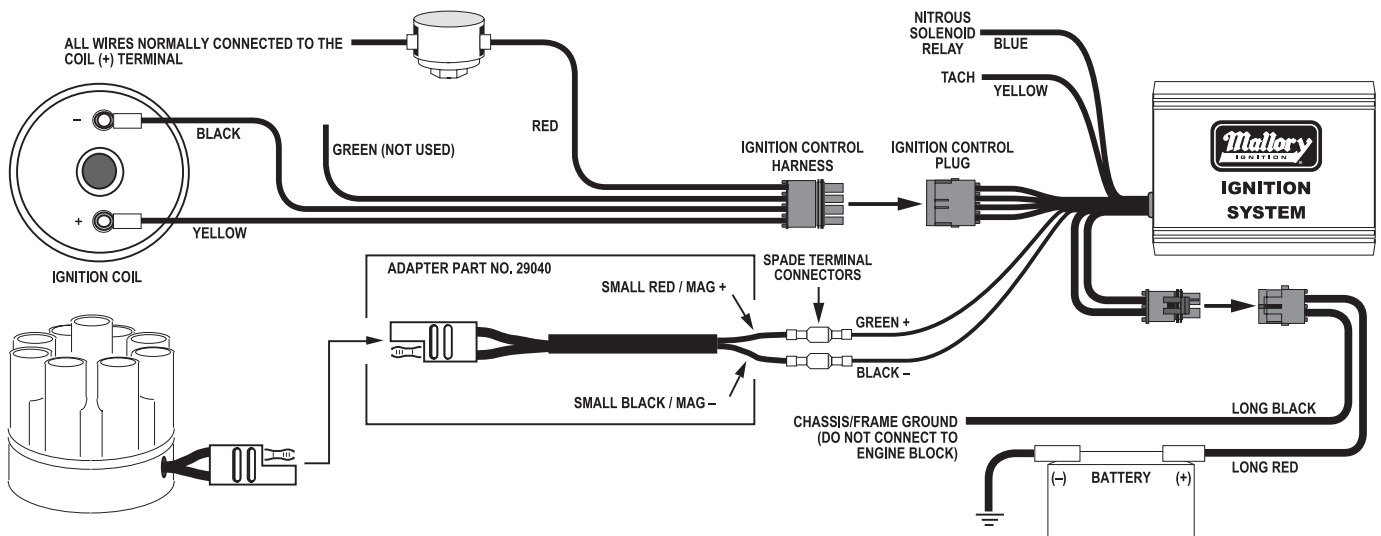 ALL WIRES NORMALLY CONNECTED TO THE
COIL (+) TERMINAL
NITROUS
SOLENOID
RELAY
BLUE
TACH
YELLOW
–
BLACK
GREEN (NOT USED)
RED
IGNITION CONTROL
HARNESS
IGNITION CONTROL
PLUG
Mallory
IGNITION
IGNITION
SYSTEM
+
YELLOW
IGNITION COIL
ADAPTER PART NO. 29040
SPADE TERMINAL
CONNECTORS
SMALL RED / MAG +
GREEN +
BLACK –
SMALL BLACK / MAG –
CHASSIS/FRAME GROUND
(DO NOT CONNECT TO
ENGINE BLOCK)
LONG BLACK
LONG RED
(–) BATTERY (+)